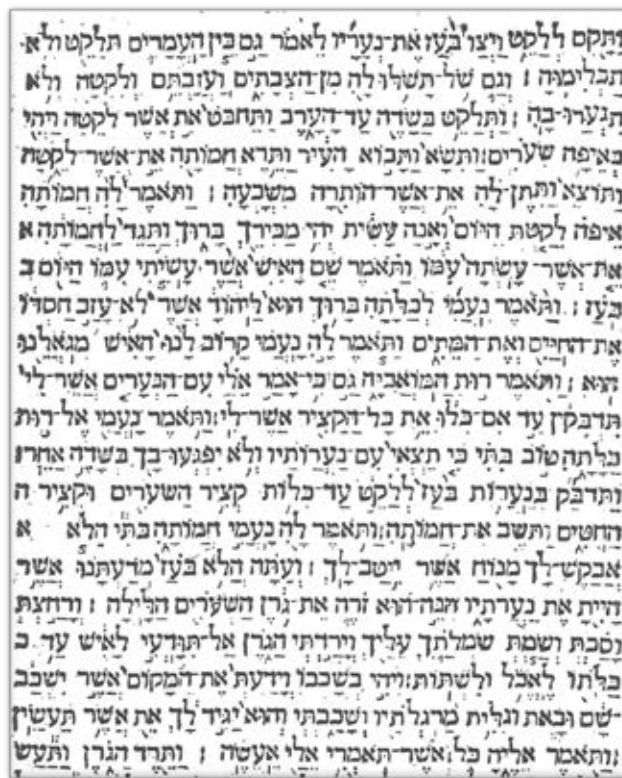 ותקם ללקט ויצו בעז את־נעריו לאמר גם בין העמרים תלקט ולא
תכלימוה ׃ וגם של־תשלו לה מן־הצבתים ועזבתם ולקטה ולא
תגערו־בה ׃ ותלקט בשדה עד־הערב ותחבט את אשר לקטה ויהי
כאיפה שערים׃ותשא ותבוא העיר ותרא חמותה את־אשר־לקטה
ותוצא ותתן־לה את־אשר־הותרה משבעה ׃ ותאמר לה חמותה
איפה לקטת היום ואנה עשית יהי מכירך ברוך ותגד לחמותה א
את־אשר־עשתה עמו ותאמר שם האיש אשר עשיתי עמו היום ב
בעז ׃ ותאמר נעמי לכלתה ברוך הוא ליהוה אשר לא־עזב חסדו
את־החיים ואת־המתים ותאמר לה נעמי קרוב לנו האיש מגאלנו
הוא ׃ ותאמר רות המואביה גם כי־אמר אלי עם־הנערים אשר־לי
תדבקין עד אם־כלו את כל־הקציר אשר־לי׃ותאמר נעמי אל־רות
כלתה טוב בתי כי תצאי עם־נערותיו ולא יפגעו־בך בשדה אחר׃
ותדבק בנערות בעז ללקט עד־כלות קציר השערים וקציר ה
החטים ותשב את־חמותה׃ותאמר לה נעמי חמותה בתי הלא א
אבקש־לך מנוח אשר ייטב־לך ׃ ועתה הלא בעז מדעתנו אשר
היית את נערתיו הנה־הוא זרה את־גרן השערים הלילה ׃ ורחצת
וסכת ושמת שמלתך עליך וירדתי הגרן אל־תודעי לאיש עד כ
כלתו לאכל ולשתות׃ויהי בשכבו וידעת את־המקום אשר ישכב
שם ובאת וגלית מרגלתיו ושכבתי והוא יגיד לך את אשר תעשין
׃ותאמר אליה כל אשר־תאמרי אלי אעשה ׃ ותרד הגרן ותעש